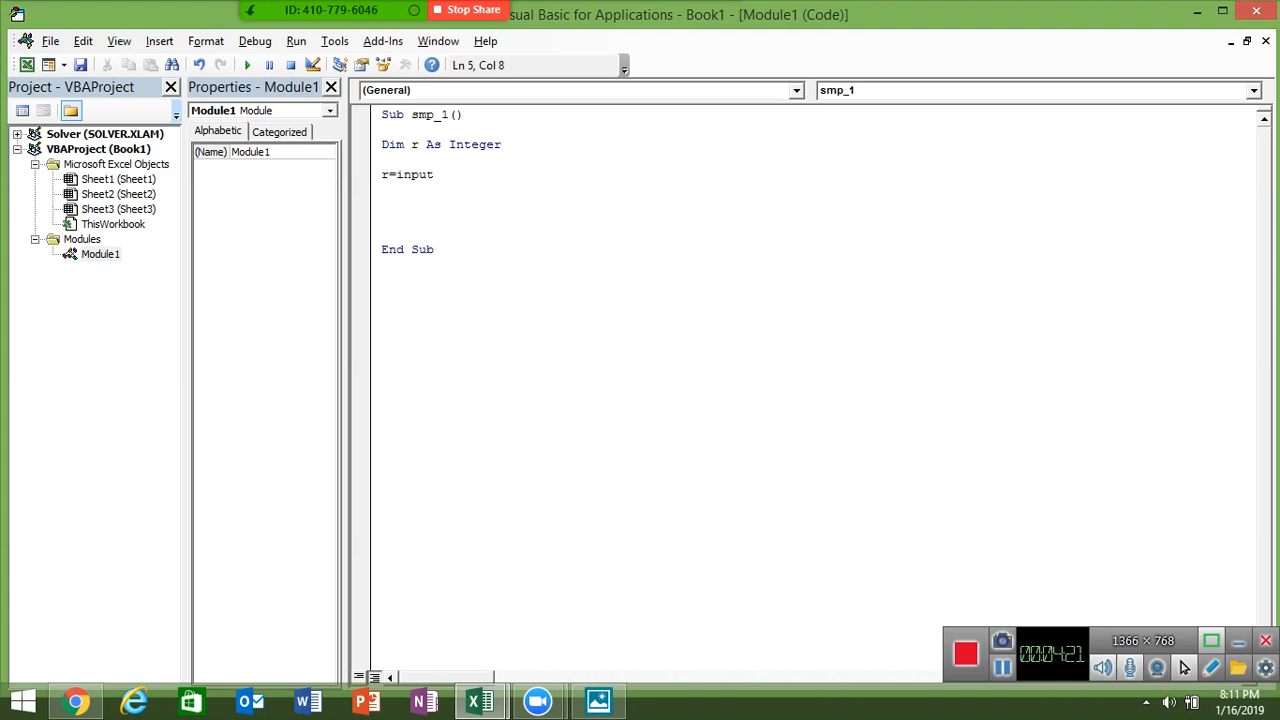 ID: 410-779-6046
Stop Share
sual Basic for Applications - Book1 - [Module1 (Code)]
File Edit View Insert Format Debug Run Tools Add-Ins Window Help
Ln 5, Col 8
Project - VBAProject
Properties - Module1
(General)
smp_1
Module1 Module
Alphabetic
Categorized
(Name) Module1
Solver (SOLVER.XLAM)
VBAProject (Book1)
Microsoft Excel Objects
Sheet1 (Sheet1)
Sheet2 (Sheet2)
Sheet3 (Sheet3)
ThisWorkbook
Modules
Module1
Sub smp_1()
Dim r As Integer
r=input
End Sub
00:04:21
1366 × 768
8:11 PM
1/16/2019